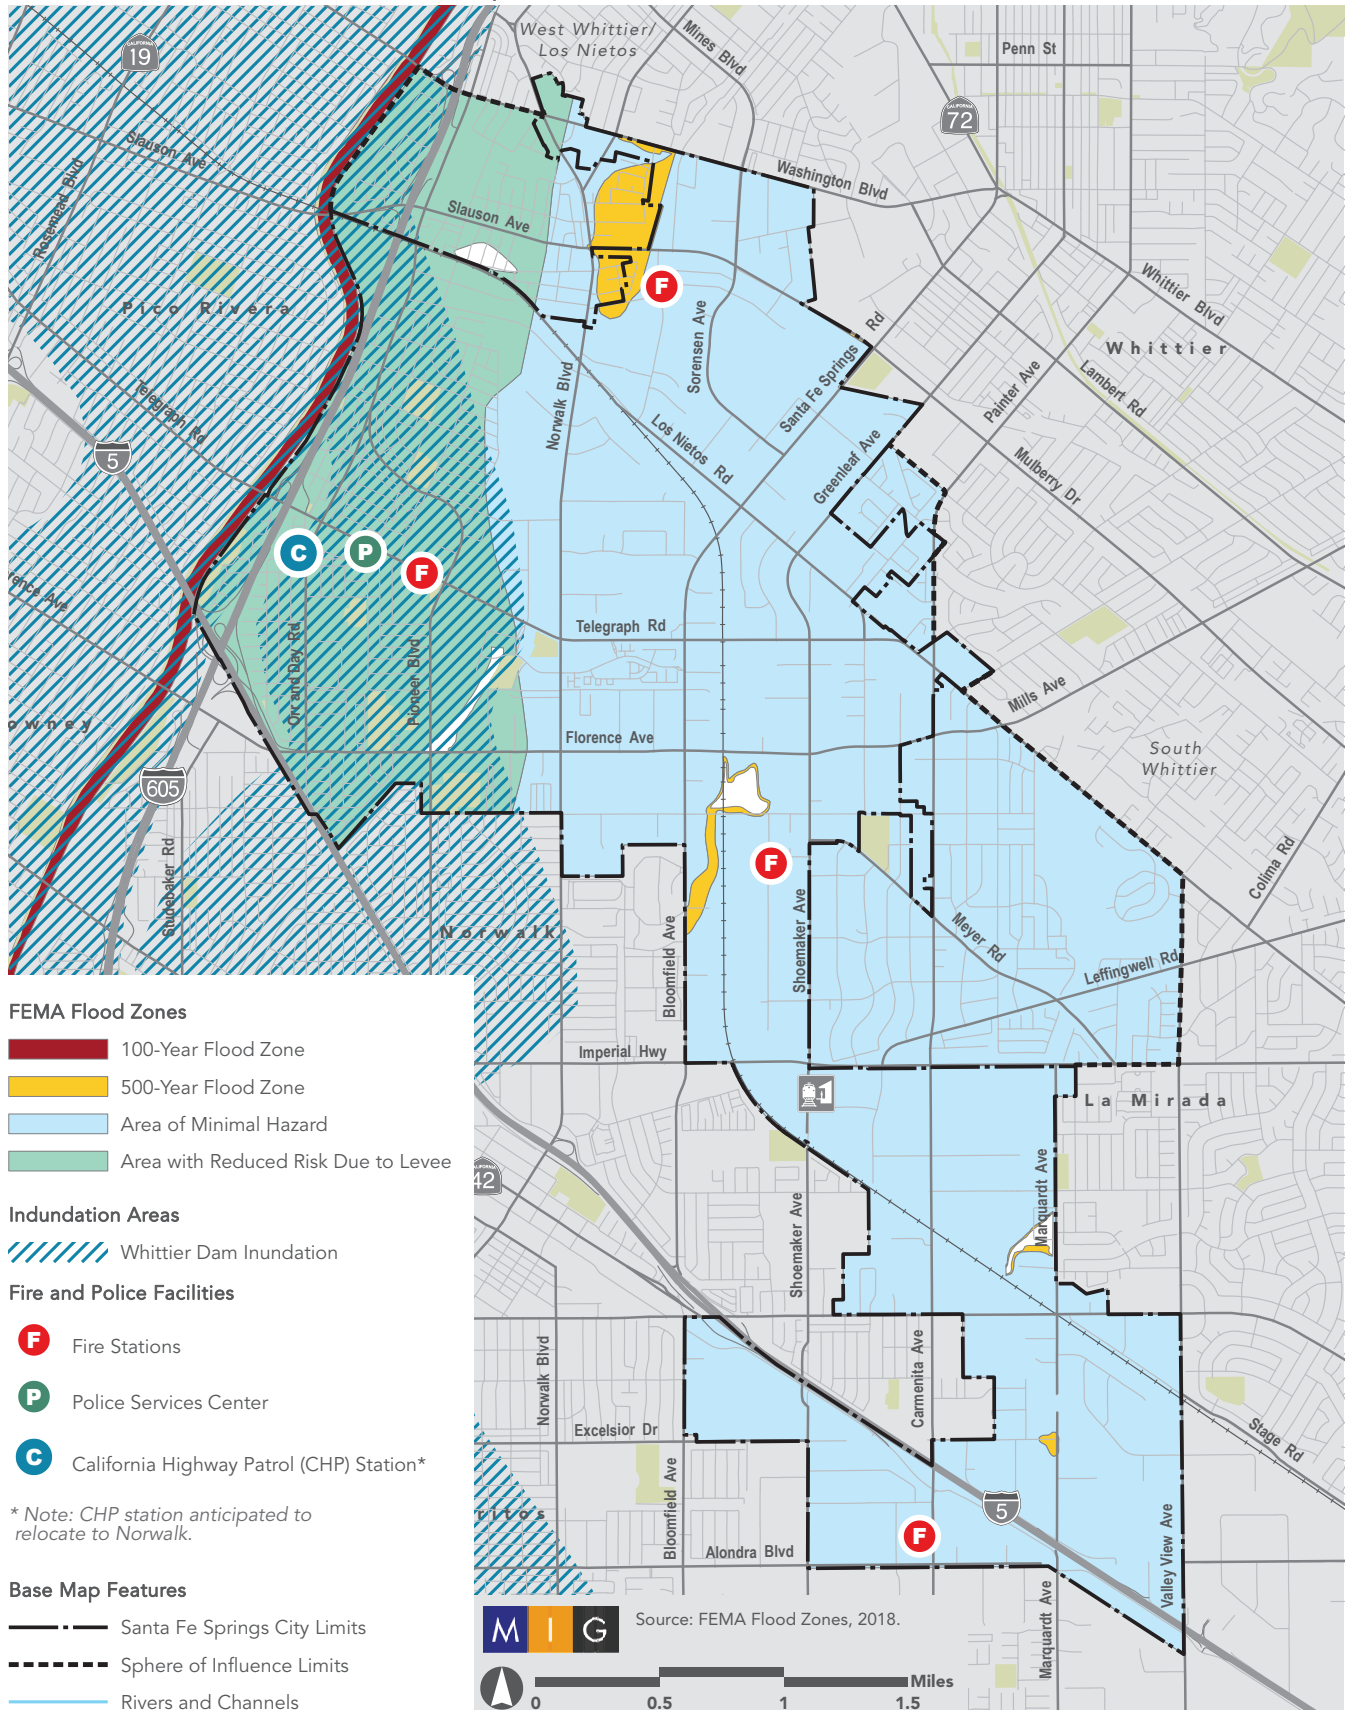 West Whittier/
Los Nietos
Mines Blvd
Penn St
CALIFORNIA
19
CALIFORNIA
72
Slauson Ave
Rosemead Blvd
Washington Blvd
Slauson Ave
Whittier Blvd
Pico Rivera
Whittier
F
Sorensen Ave
Santa Fe Springs Rd
Painter Ave
Lambert Rd
Telegraph Rd
Norwalk Blvd
Los Nietos Rd
Greenleaf Ave
Mulberry Dr
5
C
P
F
rence Ave
Telegraph Rd
Orr and Day Rd
Pioneer Blvd
Mills Ave
owney
Florence Ave
South
Whittier
605
Studebaker Rd
F
Colima Rd
Norwalk
Bloomfield Ave
Shoemaker Ave
Meyer Rd
Leffingwell Rd
Imperial Hwy
La Mirada
42
Marquardt Ave
Shoemaker Ave
Norwalk Blvd
Carmenita Ave
Excelsior Dr
Stage Rd
Bloomfield Ave
5
ritos
F
Alondra Blvd
Valley View Ave
Marquardt Ave
FEMA Flood Zones
100-Year Flood Zone
500-Year Flood Zone
Area of Minimal Hazard
Area with Reduced Risk Due to Levee
Indundation Areas
Whittier Dam Inundation
Fire and Police Facilities
F Fire Stations
P Police Services Center
C California Highway Patrol (CHP) Station*
* Note: CHP station anticipated to
relocate to Norwalk.
Base Map Features
Santa Fe Springs City Limits
Sphere of Influence Limits
Rivers and Channels
M I G
Source: FEMA Flood Zones, 2018.
0 0.5 1 1.5 Miles